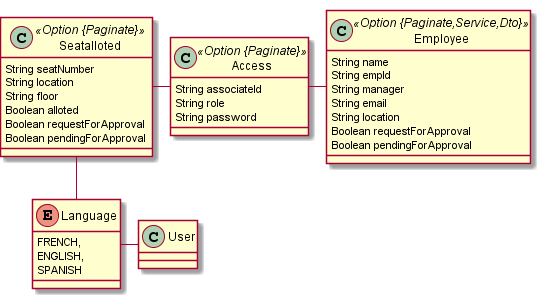 C «Option {Paginate}»
Seatalloted
String seatNumber
String location
String floor
Boolean alloted
Boolean requestForApproval
Boolean pendingForApproval
C «Option {Paginate}»
Access
String associateId
String role
String password
C «Option {Paginate,Service,Dto}»
Employee
String name
String empId
String manager
String email
String location
Boolean requestForApproval
Boolean pendingForApproval
E Language
FRENCH,
ENGLISH,
SPANISH
C User